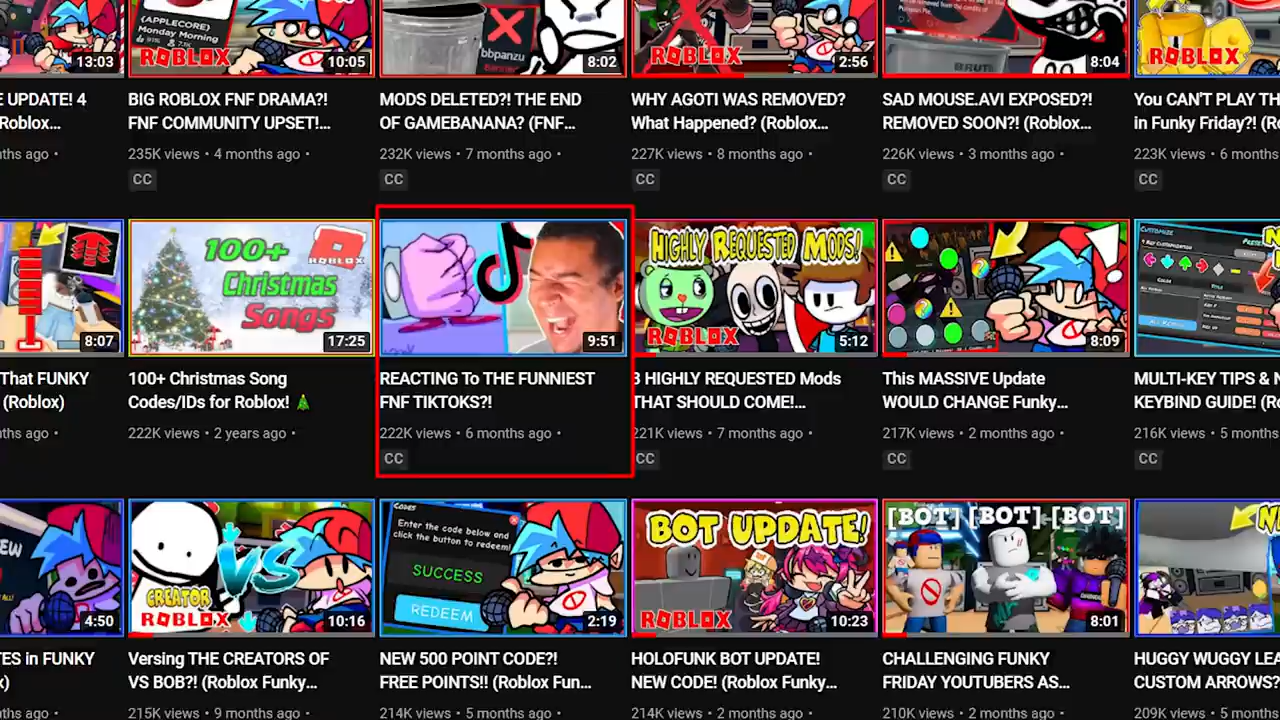 (APPLECORE)
Monday Morning
ROBLOX
bbpanzu
Banned
ROBLOX
BRUTE
ROBLOX
13:03
10:05
8:02
2:56
8:04
E UPDATE! 4
Roblox...
ths ago •
BIG ROBLOX FNF DRAMA?!
FNF COMMUNITY UPSET!...
235K views • 4 months ago •
CC
MODS DELETED?! THE END
OF GAMEBANANA? (FNF...
232K views • 7 months ago •
CC
WHY AGOTI WAS REMOVED?
What Happened? (Roblox...
227K views • 8 months ago •
CC
SAD MOUSE.AVI EXPOSED?!
REMOVED SOON?! (Roblox...
226K views • 3 months ago •
CC
You CAN'T PLAY TH
in Funky Friday?! (Ro
223K views • 6 months
CC
8:07
100+
Christmas
Songs
ROBLOX
17:25
9:51
HIGHLY REQUESTED MODS!
ROBLOX
5:12
8:09
CUSTOMIZE
That FUNKY
(Roblox)
ths ago •
100+ Christmas Song
Codes/IDs for Roblox! 🎄
222K views • 2 years ago •
REACTING To THE FUNNIEST
FNF TIKTOKS?!
222K views • 6 months ago •
CC
3 HIGHLY REQUESTED Mods
THAT SHOULD COME!...
221K views • 7 months ago •
CC
This MASSIVE Update
WOULD CHANGE Funky...
217K views • 2 months ago •
CC
MULTI-KEY TIPS & N
KEYBIND GUIDE! (Ro
216K views • 5 months
CC
4:50
VS
CREATOR
ROBLOX
10:16
CODES
Enter the code below and
click the button to redeem!
SUCCESS
REDEEM
2:19
BOT UPDATE!
ROBLOX
10:23
[BOT] [BOT] [BOT]
8:01
TES in FUNKY
x)
ths ago •
Versing THE CREATORS OF
VS BOB?! (Roblox Funky...
215K views • 9 months ago •
NEW 500 POINT CODE?!
FREE POINTS!! (Roblox Fun...
214K views • 5 months ago •
HOLOFUNK BOT UPDATE!
NEW CODE! (Roblox Funky...
214K views • 2 months ago •
CHALLENGING FUNKY
FRIDAY YOUTUBERS AS...
210K views • 2 months ago •
HUGGY WUGGY LEA
CUSTOM ARROWS?
209K views • 5 months